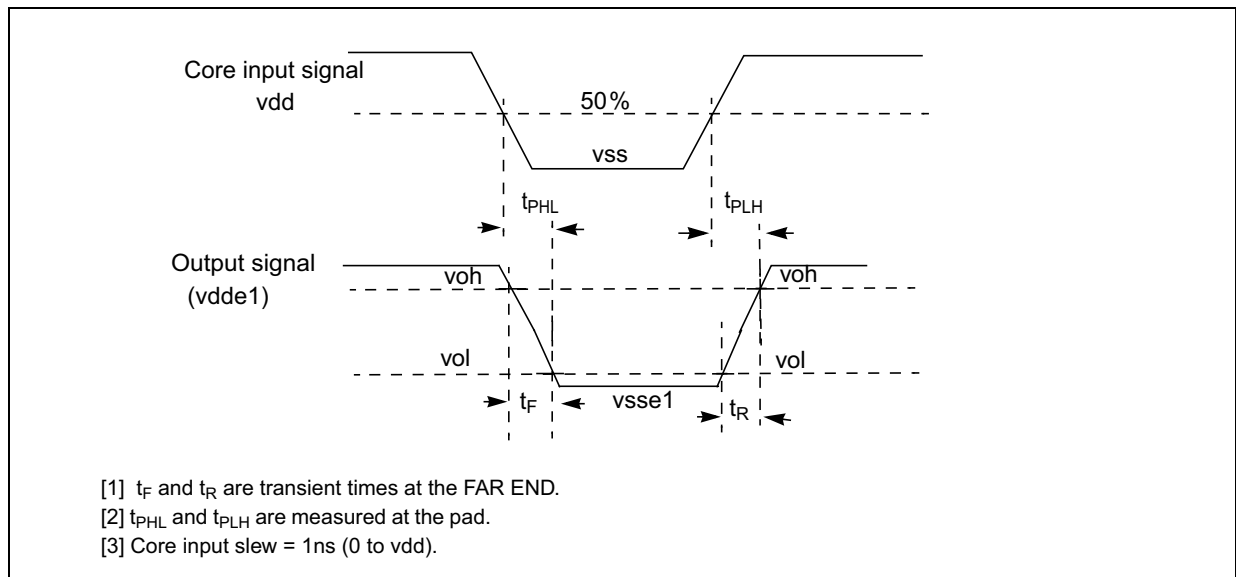 Core input signal
vdd
50%
vss
tPHL
tPLH
Output signal
(vdde1)
voh
voh
vol
vol
tF
vsse1
tR
[1] tF and tR are transient times at the FAR END.
[2] tPHL and tPLH are measured at the pad.
[3] Core input slew = 1ns (0 to vdd).